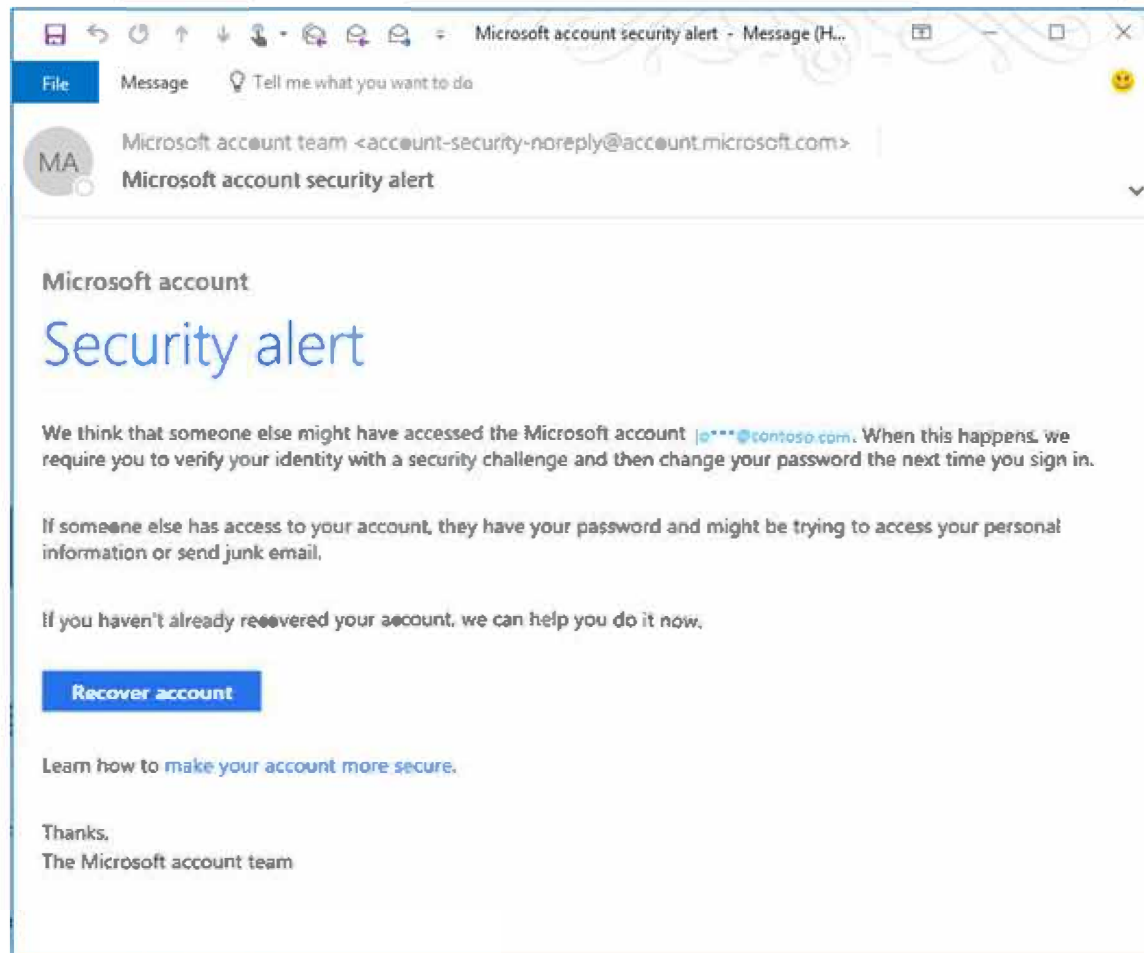 Microsoft account security alert - Message (H...
File Message Tell me what you want to do
MA
Microsoft account team <account-security-noreply@account.microsoft.com>
Microsoft account security alert
Microsoft account
Security alert
We think that someone else might have accessed the Microsoft account jo***@contoso.com. When this happens, we
require you to verify your identity with a security challenge and then change your password the next time you sign in.
If someone else has access to your account, they have your password and might be trying to access your personal
information or send junk email.
If you haven't already recovered your account, we can help you do it now.
Recover account
Learn how to make your account more secure.
Thanks,
The Microsoft account team